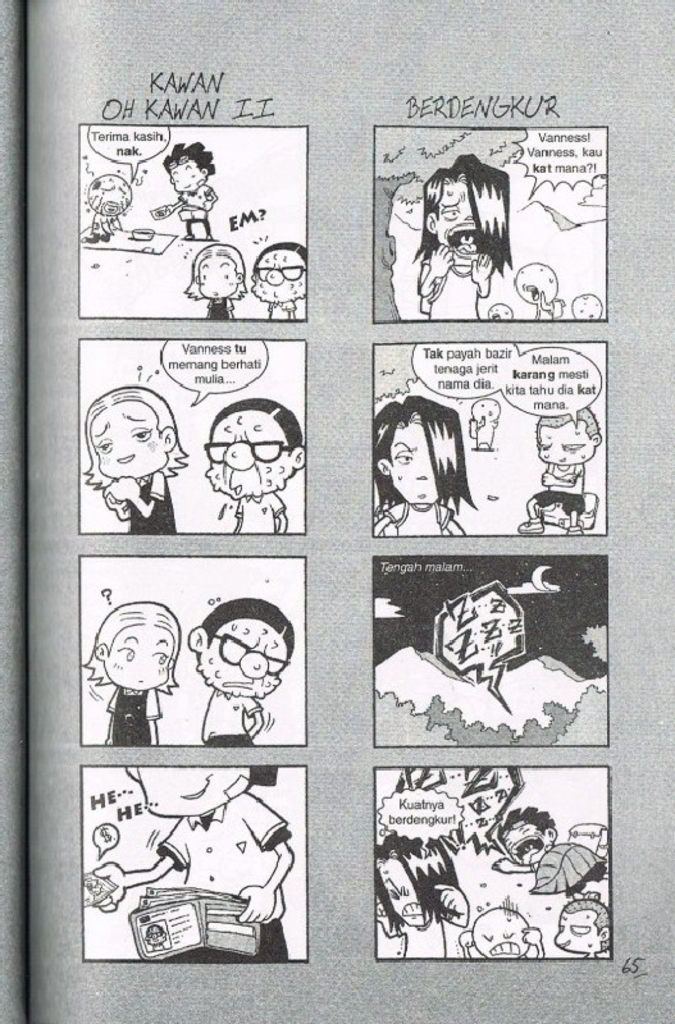 KAWAN
OH KAWAN II
Terima kasih,
nak.
EM?
Vanness tu
memang berhati
mulia...
?
HE...
HE...
$
BERDENGKUR
Vanness!
Vanness, kau
kat mana?!
Tak payah bazir
tenaga jerit
nama dia.
Malam
karang mesti
kita tahu dia kat
mana.
Tengah malam...
Z Z
Z Z Z
!!
Z Z
Z
Kuatnya
berdengkur!
65